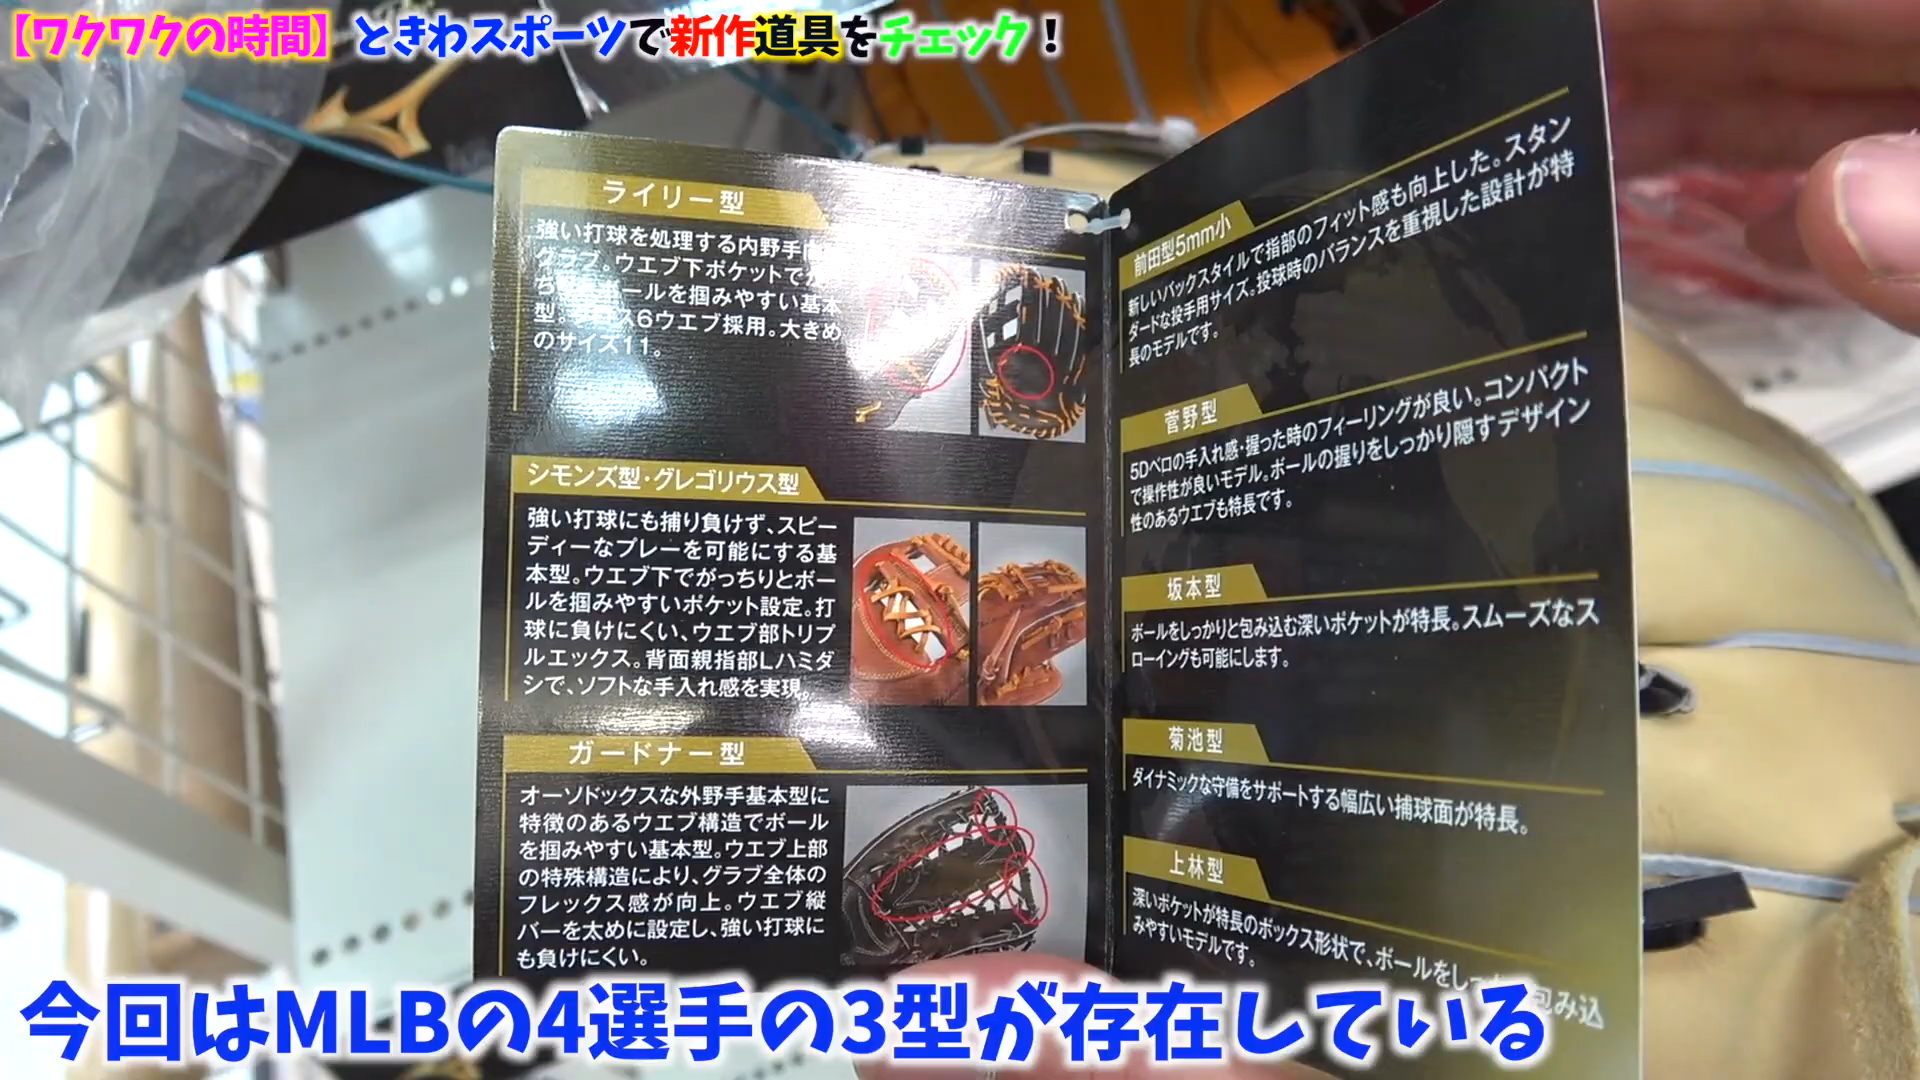 【ワクワクの時間】ときわスポーツで新作道具をチェック！
ライリー型
強い打球を処理する内野手
グラブ。ウエブ下ポケットで
ち ボールを掴みやすい基本
型。 ス6ウエブ採用。大きめ
のサイズ11。
シモンズ型・グレゴリウス型
強い打球にも捕り負けず、スピー
ディーなプレーを可能にする基
本型。ウエブ下でがっちりとボー
ルを掴みやすいポケット設定。打
球に負けにくい、ウエブ部トリプ
ルエックス。背面親指部Lハミダ
シで、ソフトな手入れ感を実現。
ガードナー型
オーソドックスな外野手基本型に
特徴のあるウエブ構造でボール
を掴みやすい基本型。ウエブ上部
の特殊構造により、グラブ全体の
フレックス感が向上。ウエブ縦
バーを太めに設定し、強い打球に
も負けにくい。
前田型5mm小
新しいバックスタイルで指部のフィット感も向上した。スタン
ダードな投手用サイズ。投球時のバランスを重視した設計が特
長のモデルです。
菅野型
5Dベロの手入れ感・握った時のフィーリングが良い。コンパクト
で操作性が良いモデル。ボールの握りをしっかり隠すデザイン
性のあるウエブも特長です。
坂本型
ボールをしっかりと包み込む深いポケットが特長。スムーズなス
ローイングも可能にします。
菊池型
ダイナミックな守備をサポートする幅広い捕球面が特長。
上林型
深いポケットが特長のボックス形状で、ボールをしっ 包み込
みやすいモデルです。
今回はMLBの4選手の3型が存在している